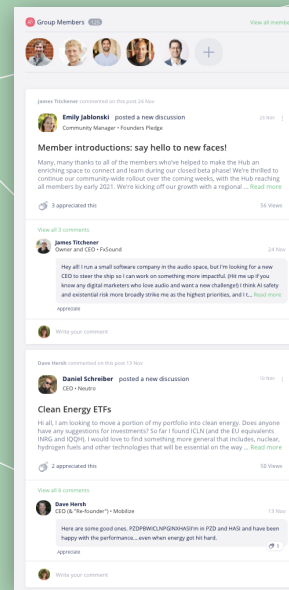 Group Members 125
View all membe
James Titchener commented on this post 24 Nov
Emily Jablonski posted a new discussion
24 Nov
Community Manager • Founders Pledge
Member introductions: say hello to new faces!
Many, many thanks to all of the members who've helped to make the Hub an
enriching space to connect and learn during our closed beta phase! We're thrilled to
continue our community-wide rollout over the coming weeks, with the Hub reaching
all members by early 2021. We're kicking off our growth with a regional ... Read more
3 appreciated this
56 Views
View all 3 comments
James Titchener
Owner and CEO • FxSound
24 Nov
Hey all! I run a small software company in the audio space, but I'm looking for a new
CEO to steer the ship so I can work on something more impactful. (Hit me up if you
know any digital marketers who love audio and want a new challenge!) I think AI safety
and existential risk more broadly strike me as the highest priorities, and I t... Read more
Appreciate
Write your comment
Dave Hersh commented on this post 13 Nov
Daniel Schreiber posted a new discussion
10 Nov
CEO • Neutro
Clean Energy ETFs
Hi all, I am looking to move a portion of my portfolio into clean energy. Does anyone
have any suggestions for investments? So far I found ICLN (and the EU equivalents
INRG and IQQH). I would love to find something more general that includes, nuclear,
hydrogen fuels and other technologies that will be essential on the way ... Read more
2 appreciated this
50 Views
View all 6 comments
Dave Hersh
CEO (& "Re-founder") • Mobilize
13 Nov
Here are some good ones. PZDPBWICLNPGINXHASII'm in PZD and HASI and have been
happy with the performance... even when energy got hit hard.
Appreciate
Write your comment